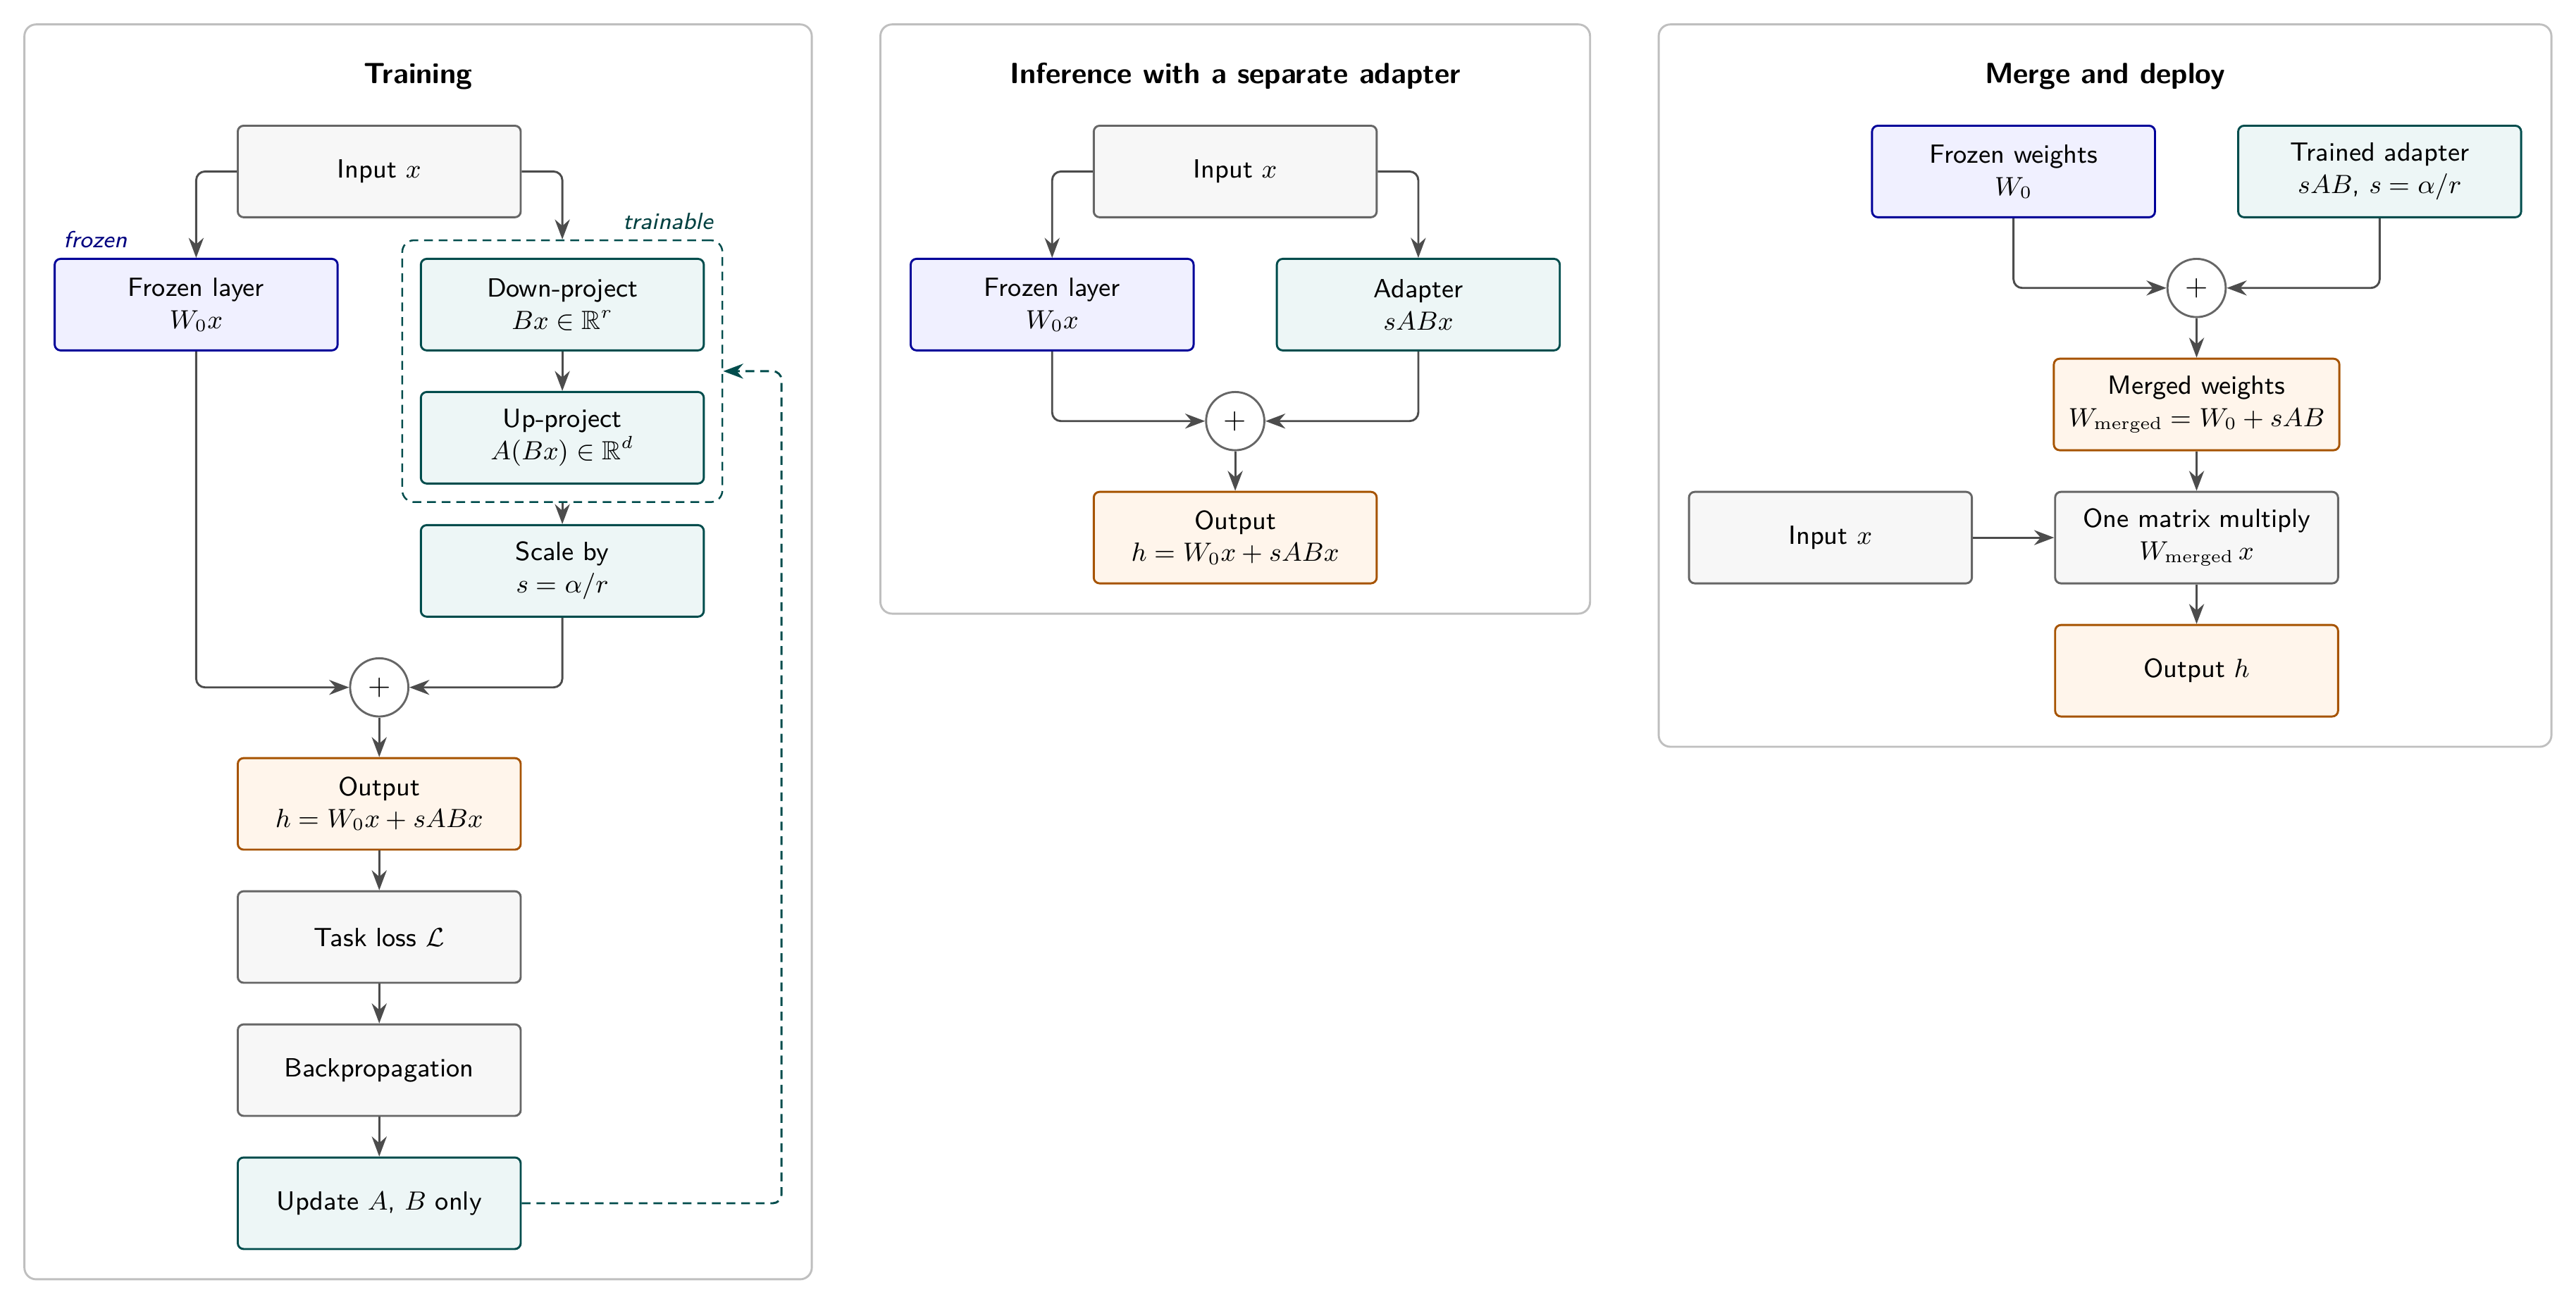 Training
Input x
frozen
trainable
Frozen layer
W₀x
Down-project
Bx ∈ ℝʳ
Up-project
A(Bx) ∈ ℝᵈ
Scale by
s = α/r
+
Output
h = W₀x + sABx
Task loss ℒ
Backpropagation
Update A, B only
Inference with a separate adapter
Input x
Frozen layer
W₀x
Adapter
sABx
+
Output
h = W₀x + sABx
Merge and deploy
Frozen weights
W₀
Trained adapter
sAB, s = α/r
+
Merged weights
W_merged = W₀ + sAB
Input x
One matrix multiply
W_merged x
Output h